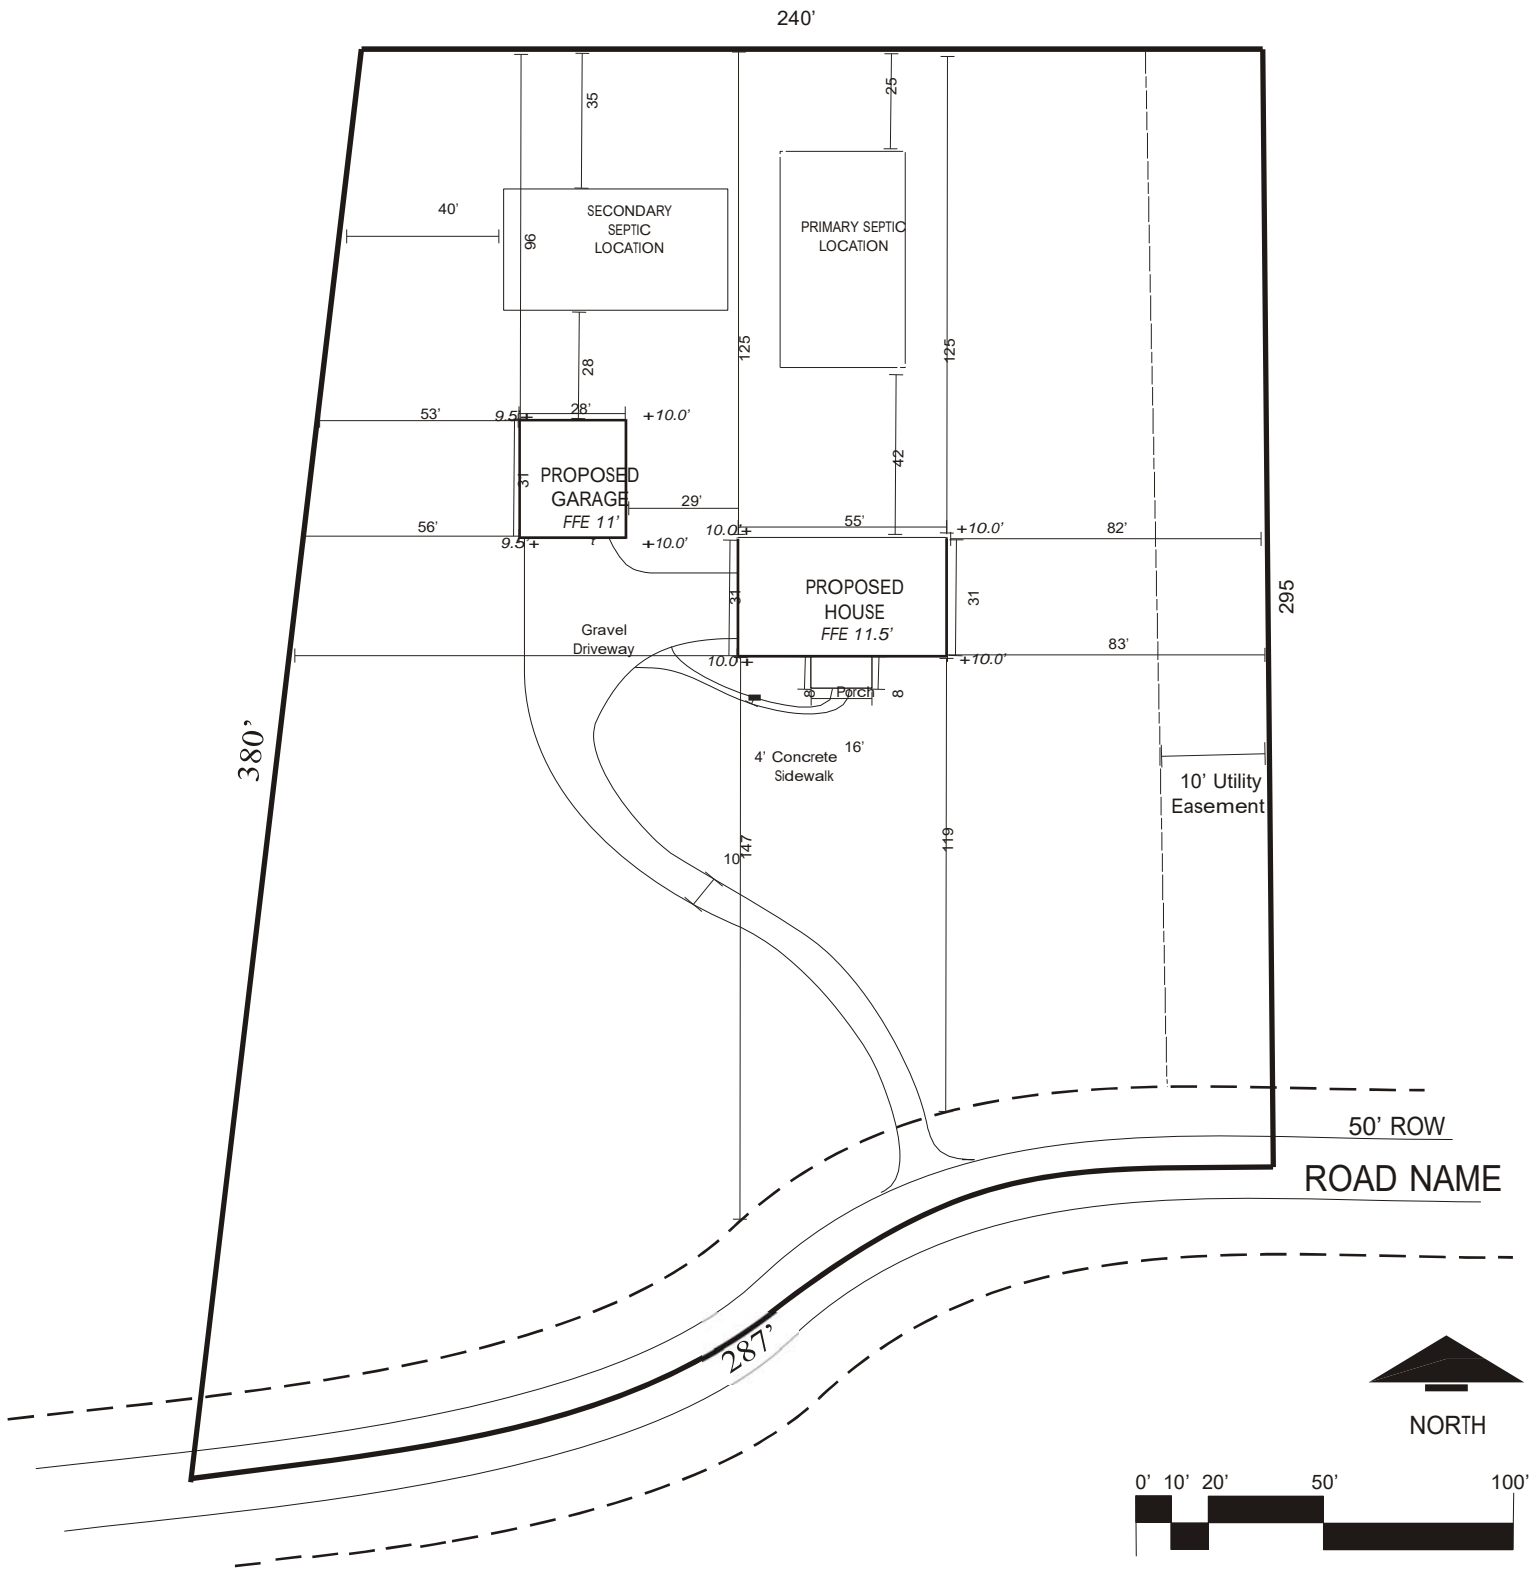 240’
35
25
40’
SECONDARY
SEPTIC
LOCATION
PRIMARY SEPTIC
LOCATION
96
125
125
28
53’
9.5’+
28’
+10.0’
42
31
PROPOSED
GARAGE
FFE 11’
29’
56’
9.5’+
+10.0’
10.0’+
55’
+10.0’
82’
31
PROPOSED
HOUSE
FFE 11.5’
31
295
Gravel
Driveway
10.0’+
+10.0’
83’
8
Porch
8
16’
4’ Concrete
Sidewalk
380’
10’ Utility
Easement
10’
147
119
50’ ROW
ROAD NAME
287’
NORTH
0’ 10’ 20’ 50’ 100’